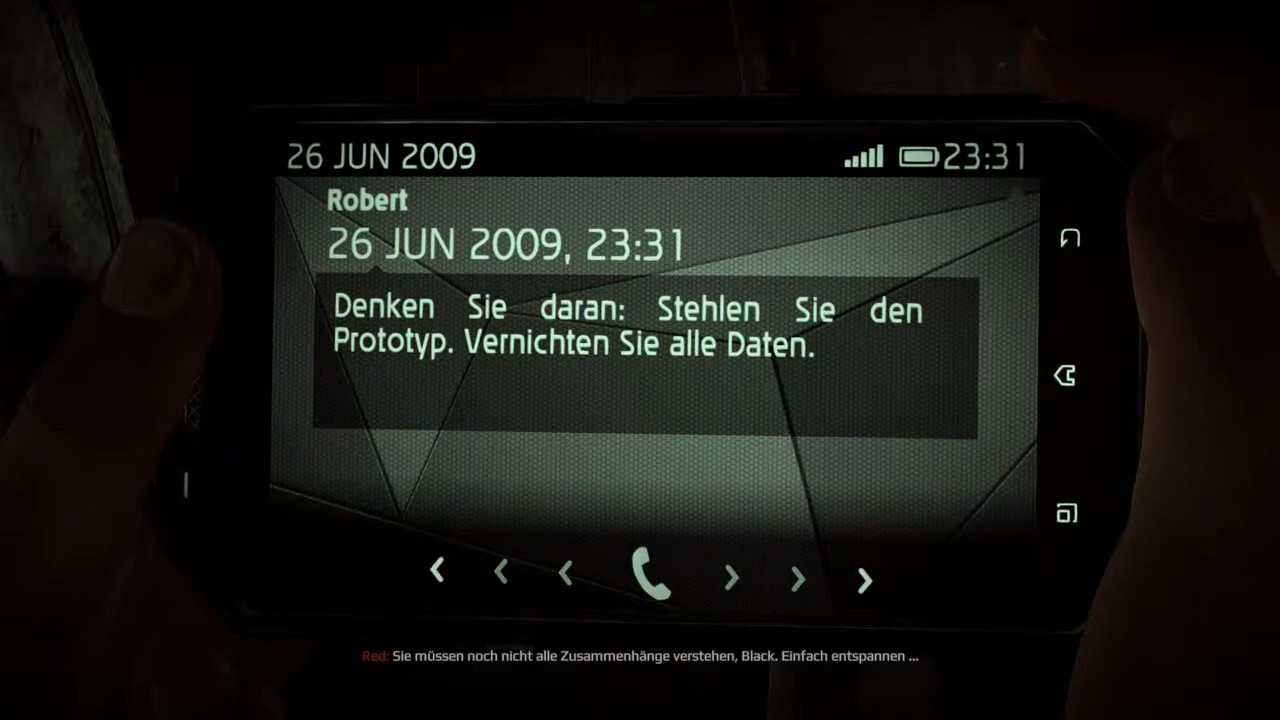 26 JUN 2009 23:31
Robert
26 JUN 2009, 23:31
Denken Sie daran: Stehlen Sie den
Prototyp. Vernichten Sie alle Daten.
Red: Sie müssen noch nicht alle Zusammenhänge verstehen, Black. Einfach entspannen ...